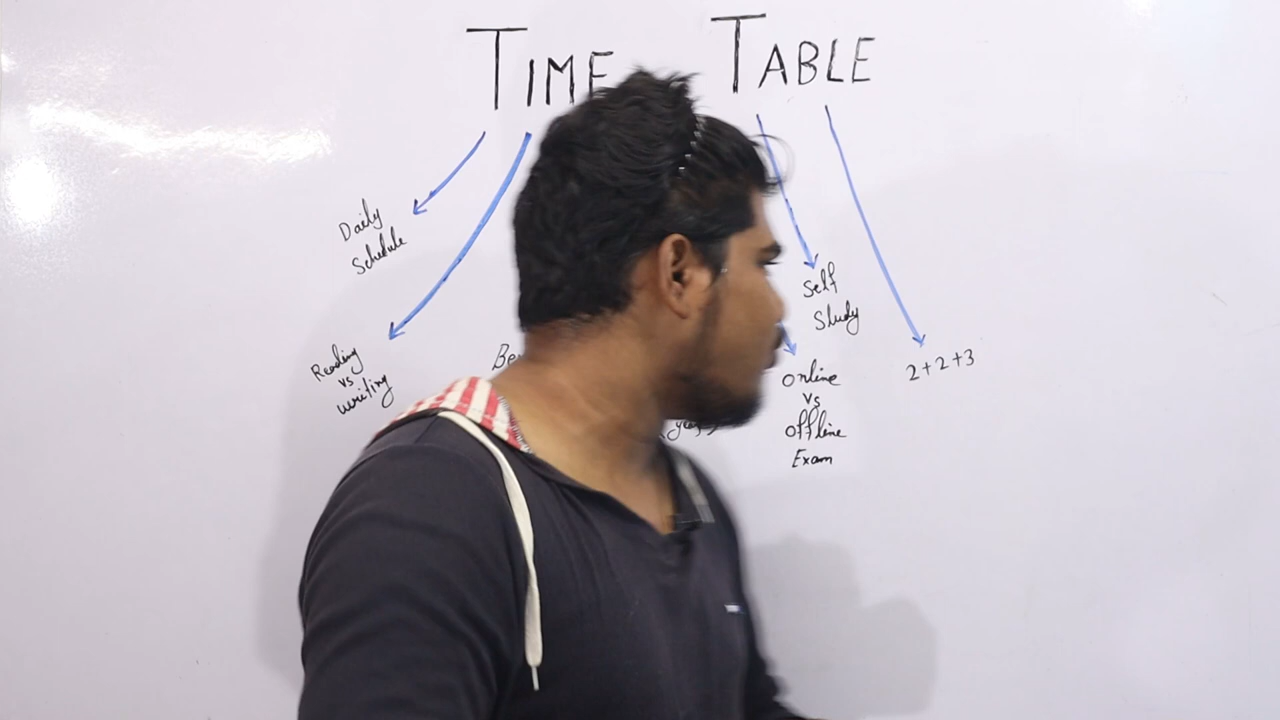 TIME TABLE
Daily
Schedule
Reading
vs
writing
Self
Study
online
vs
offline
Exam
2+2+3